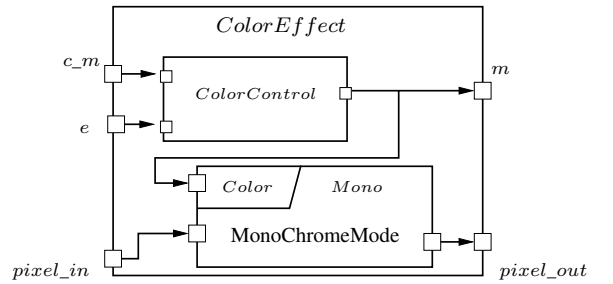 ColorEffect
c_m
m
ColorControl
e
Color Mono
MonoChromeMode
pixel_in
pixel_out